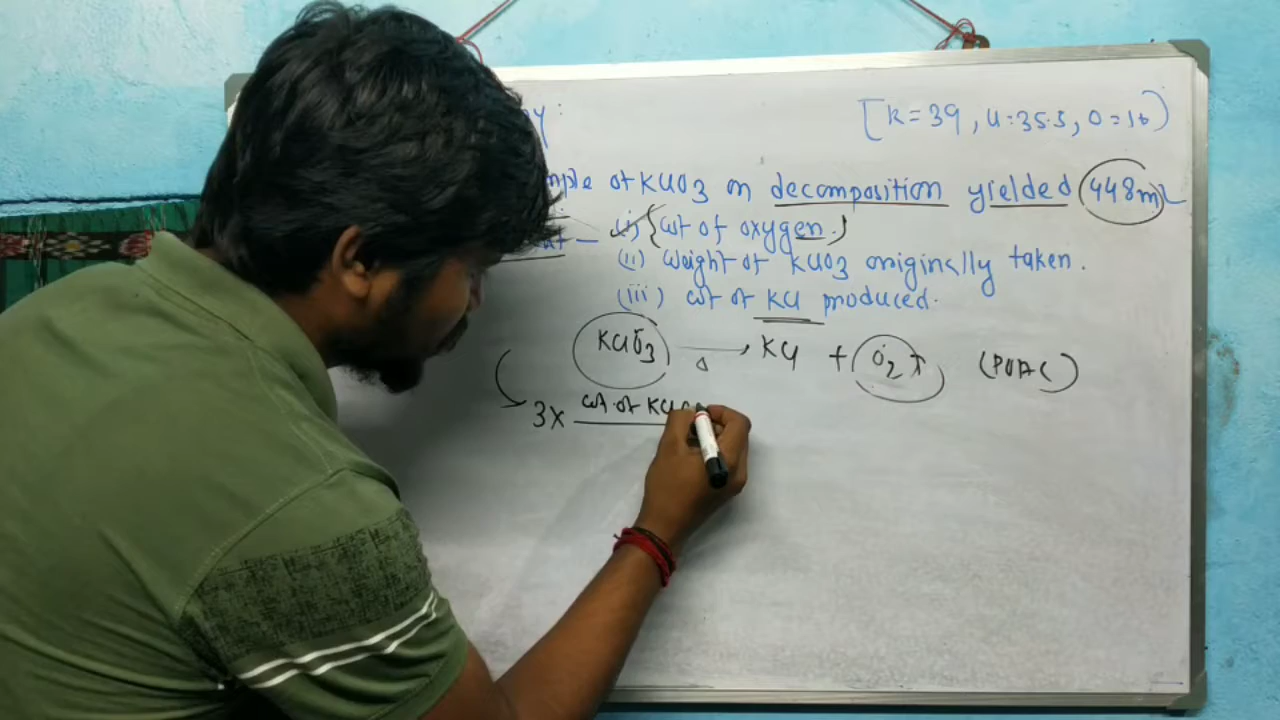 [K = 39, Cl = 35.5, O = 16)
of KClO3 on decomposition yielded 448mL
(i) {wt of oxygen.}
(ii) weight of KClO3 originally taken.
(iii) wt of KCl produced.
KClO3 → KCl + O2↑ (POAC)
Δ
3x wt. of KCl